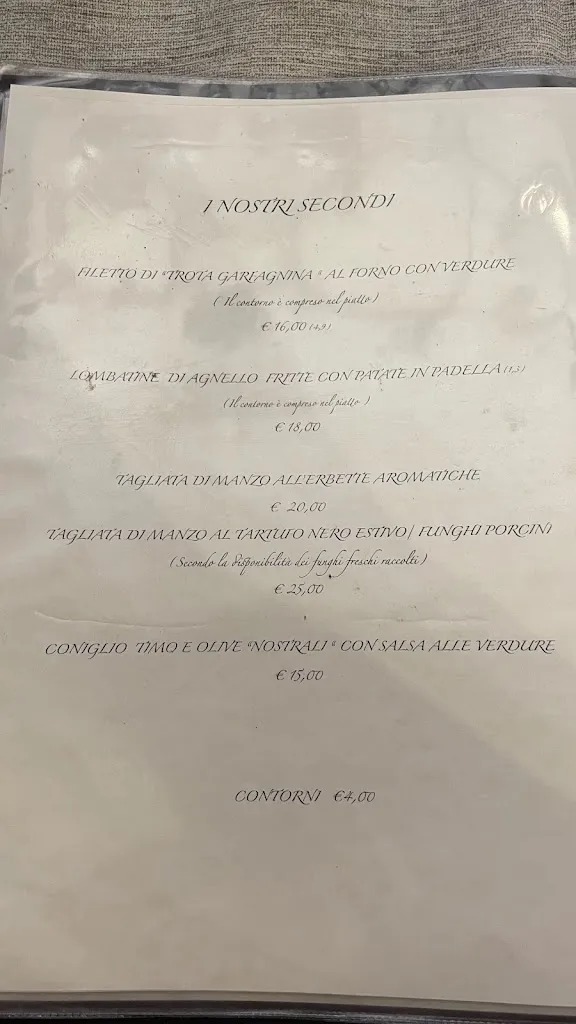 I NOSTRI SECONDI
FILETTO DI "TROTA GARFAGNINA " AL FORNO CON VERDURE
( Il contorno è compreso nel piatto )
€ 16,00 (4,9)
LOMBATINE DI AGNELLO FRITTE CON PATATE IN PADELLA (1,3)
(Il contorno è compreso nel piatto )
€ 18,00
TAGLIATA DI MANZO ALL'ERBETTE AROMATICHE
€ 20,00
TAGLIATA DI MANZO AL TARTUFO NERO ESTIVO/ FUNGHI PORCINI
(Secondo la disponibilità dei funghi freschi raccolti )
€ 25,00
CONIGLIO TIMO E OLIVE "NOSTRALI " CON SALSA ALLE VERDURE
€ 15,00
CONTORNI €4,00